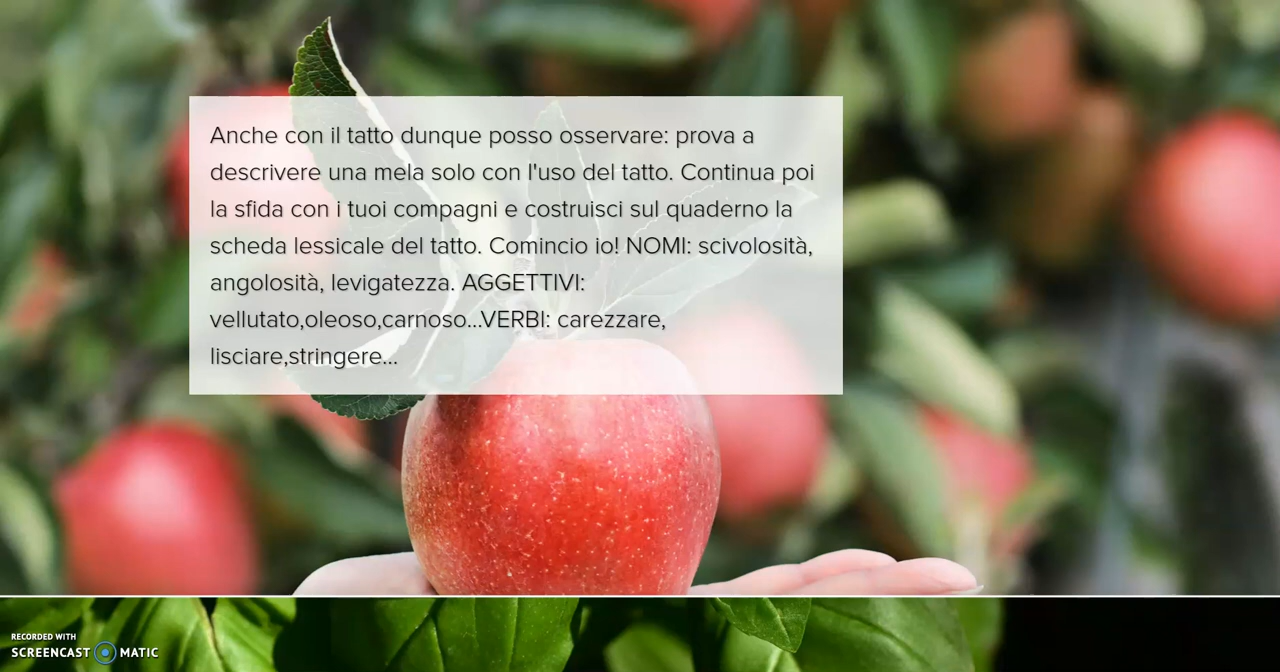 Anche con il tatto dunque posso osservare: prova a
descrivere una mela solo con l'uso del tatto. Continua poi
la sfida con i tuoi compagni e costruisci sul quaderno la
scheda lessicale del tatto. Comincio io! NOMI: scivolosità,
angolosità, levigatezza. AGGETTIVI:
vellutato,oleoso,carnoso...VERBI: carezzare,
lisciare,stringere...
RECORDED WITH
SCREENCAST MATIC